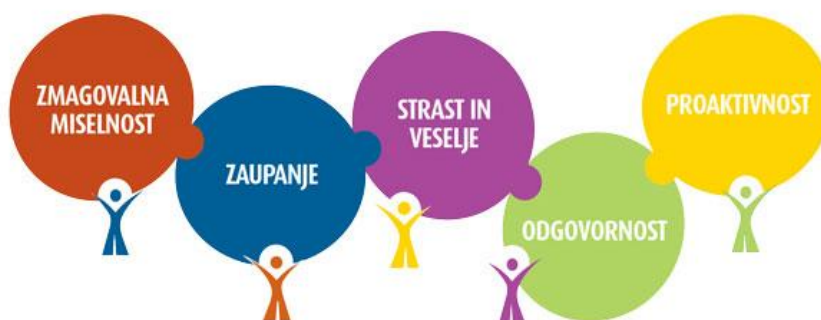 ZMAGOVALNA
MISELNOST
ZAUPANJE
STRAST IN
VESELJE
ODGOVORNOST
PROAKTIVNOST